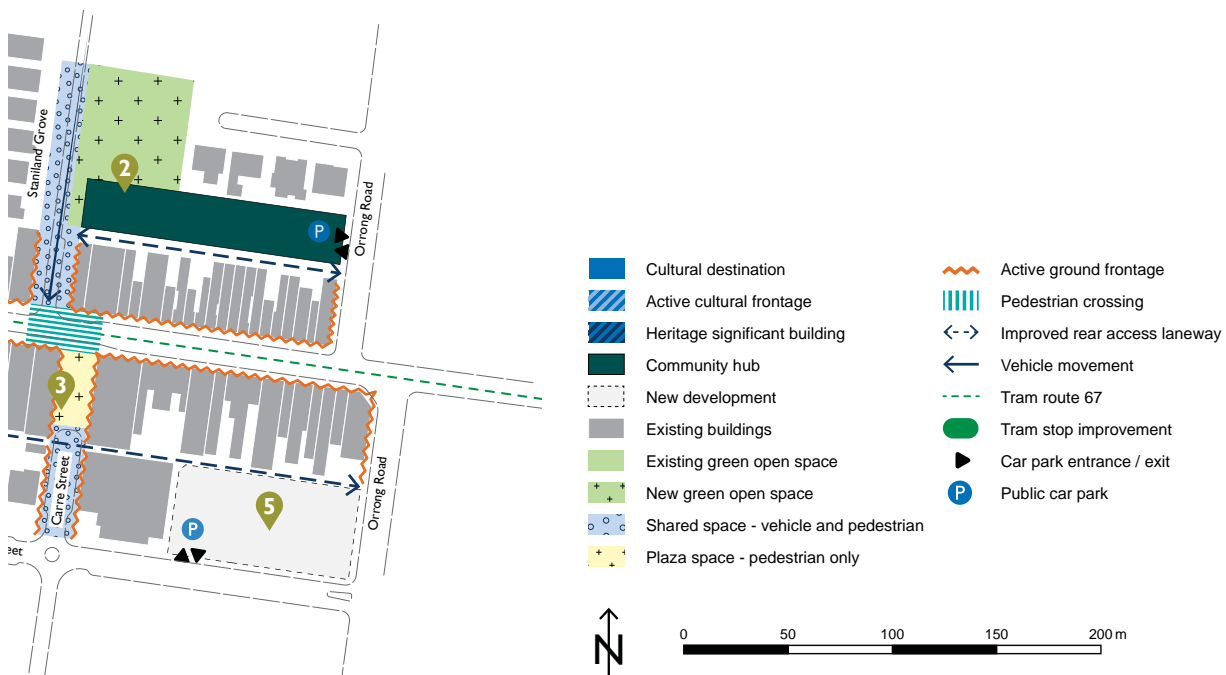 Staniland Grove
2
P
Orrong Road
3
Carre Street
5
P
Orrong Road
eet
Cultural destination
Active cultural frontage
Heritage significant building
Community hub
New development
Existing buildings
Existing green open space
New green open space
Shared space - vehicle and pedestrian
Plaza space - pedestrian only
Active ground frontage
Pedestrian crossing
Improved rear access laneway
Vehicle movement
Tram route 67
Tram stop improvement
Car park entrance / exit
P Public car park
N
0 50 100 150 200 m